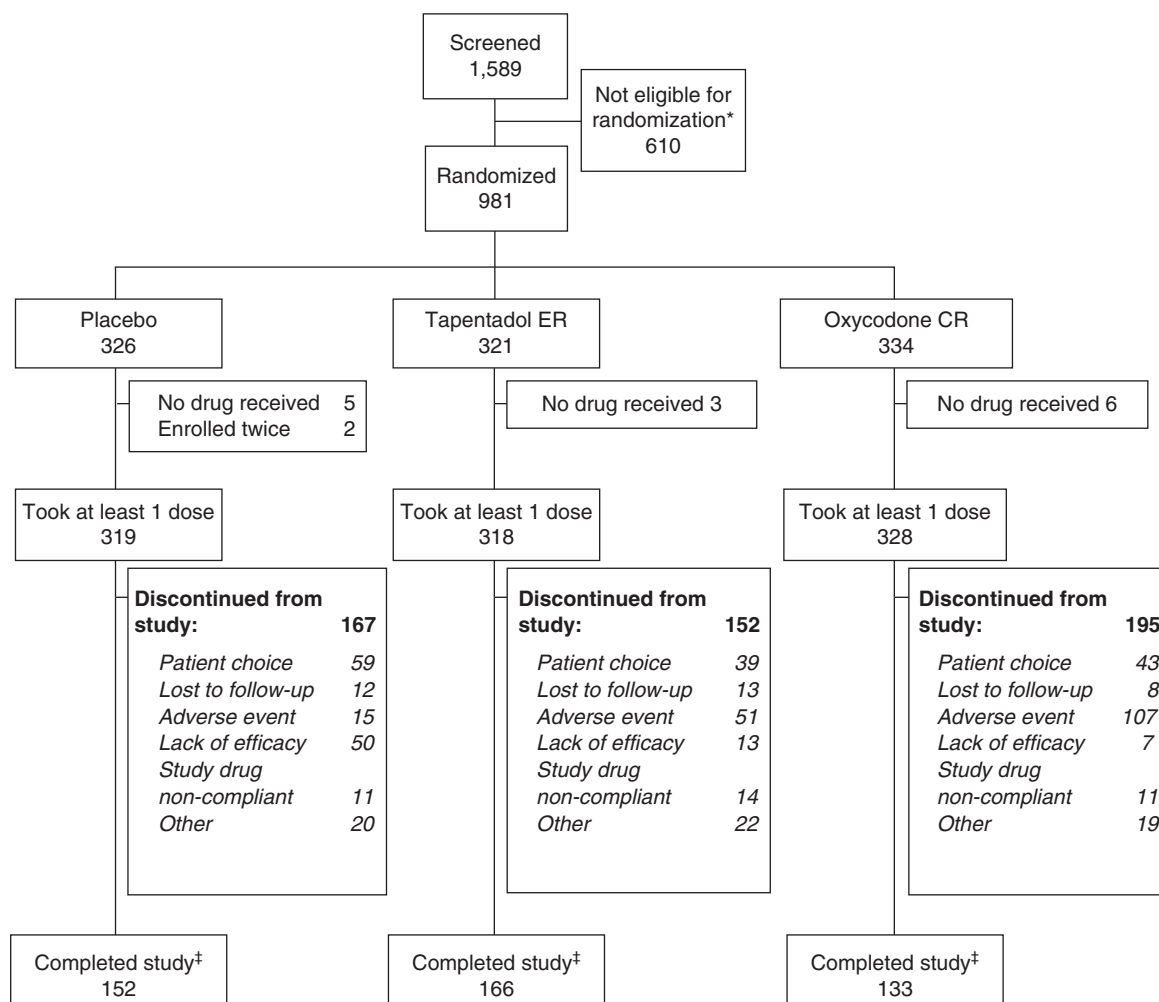 Screened
1,589
Not eligible for
randomization*
610
Randomized
981
Placebo
326
Tapentadol ER
321
Oxycodone CR
334
No drug received 5
Enrolled twice 2
No drug received 3
No drug received 6
Took at least 1 dose
319
Took at least 1 dose
318
Took at least 1 dose
328
Discontinued from
study: 167
Patient choice 59
Lost to follow-up 12
Adverse event 15
Lack of efficacy 50
Study drug
non-compliant 11
Other 20
Discontinued from
study: 152
Patient choice 39
Lost to follow-up 13
Adverse event 51
Lack of efficacy 13
Study drug
non-compliant 14
Other 22
Discontinued from
study: 195
Patient choice 43
Lost to follow-up 8
Adverse event 107
Lack of efficacy 7
Study drug
non-compliant 11
Other 19
Completed study‡
152
Completed study‡
166
Completed study‡
133